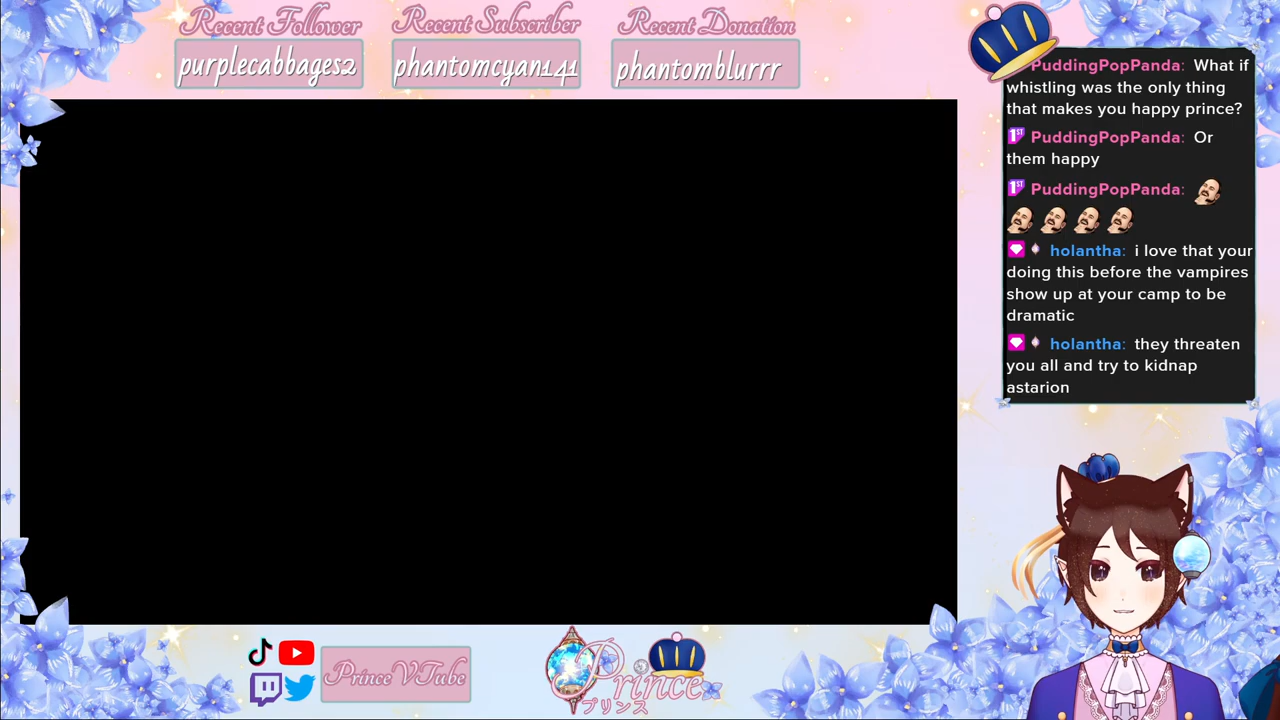 Recent Follower
Recent Subscriber
Recent Donation
purplecabbages2
phantomcyan141
phantomblurrr
PuddingPopPanda: What if
whistling was the only thing
that makes you happy prince?
1ST PuddingPopPanda: Or
them happy
1ST PuddingPopPanda:
holantha: i love that your
doing this before the vampires
show up at your camp to be
dramatic
holantha: they threaten
you all and try to kidnap
astarion
PrinceVTube
Prince
プリンス